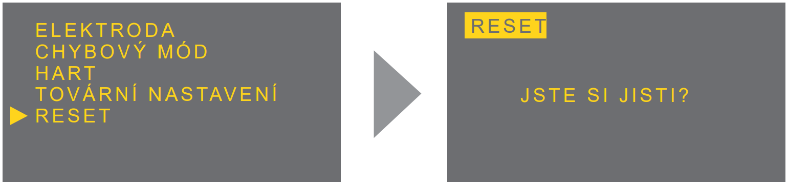 ELEKTRODA
CHYBOVÝ MÓD
HART
TOVÁRNÍ NASTAVENÍ
RESET
RESET
JSTE SI JISTI?